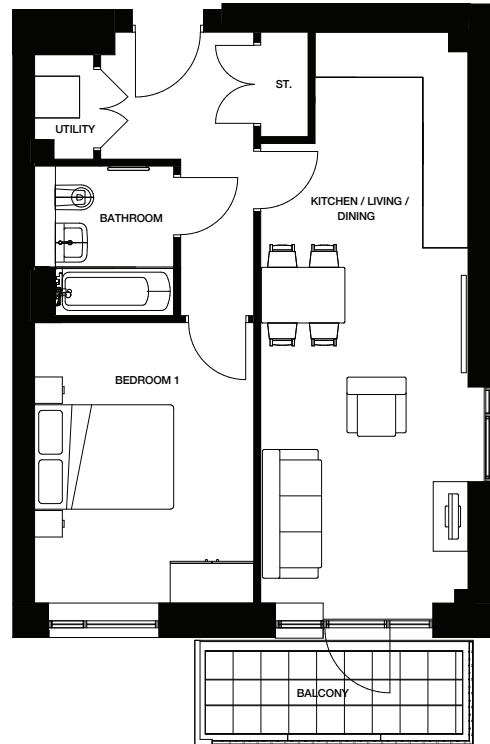 ST.
UTILITY
KITCHEN / LIVING /
DINING
BATHROOM
BEDROOM 1
BALCONY